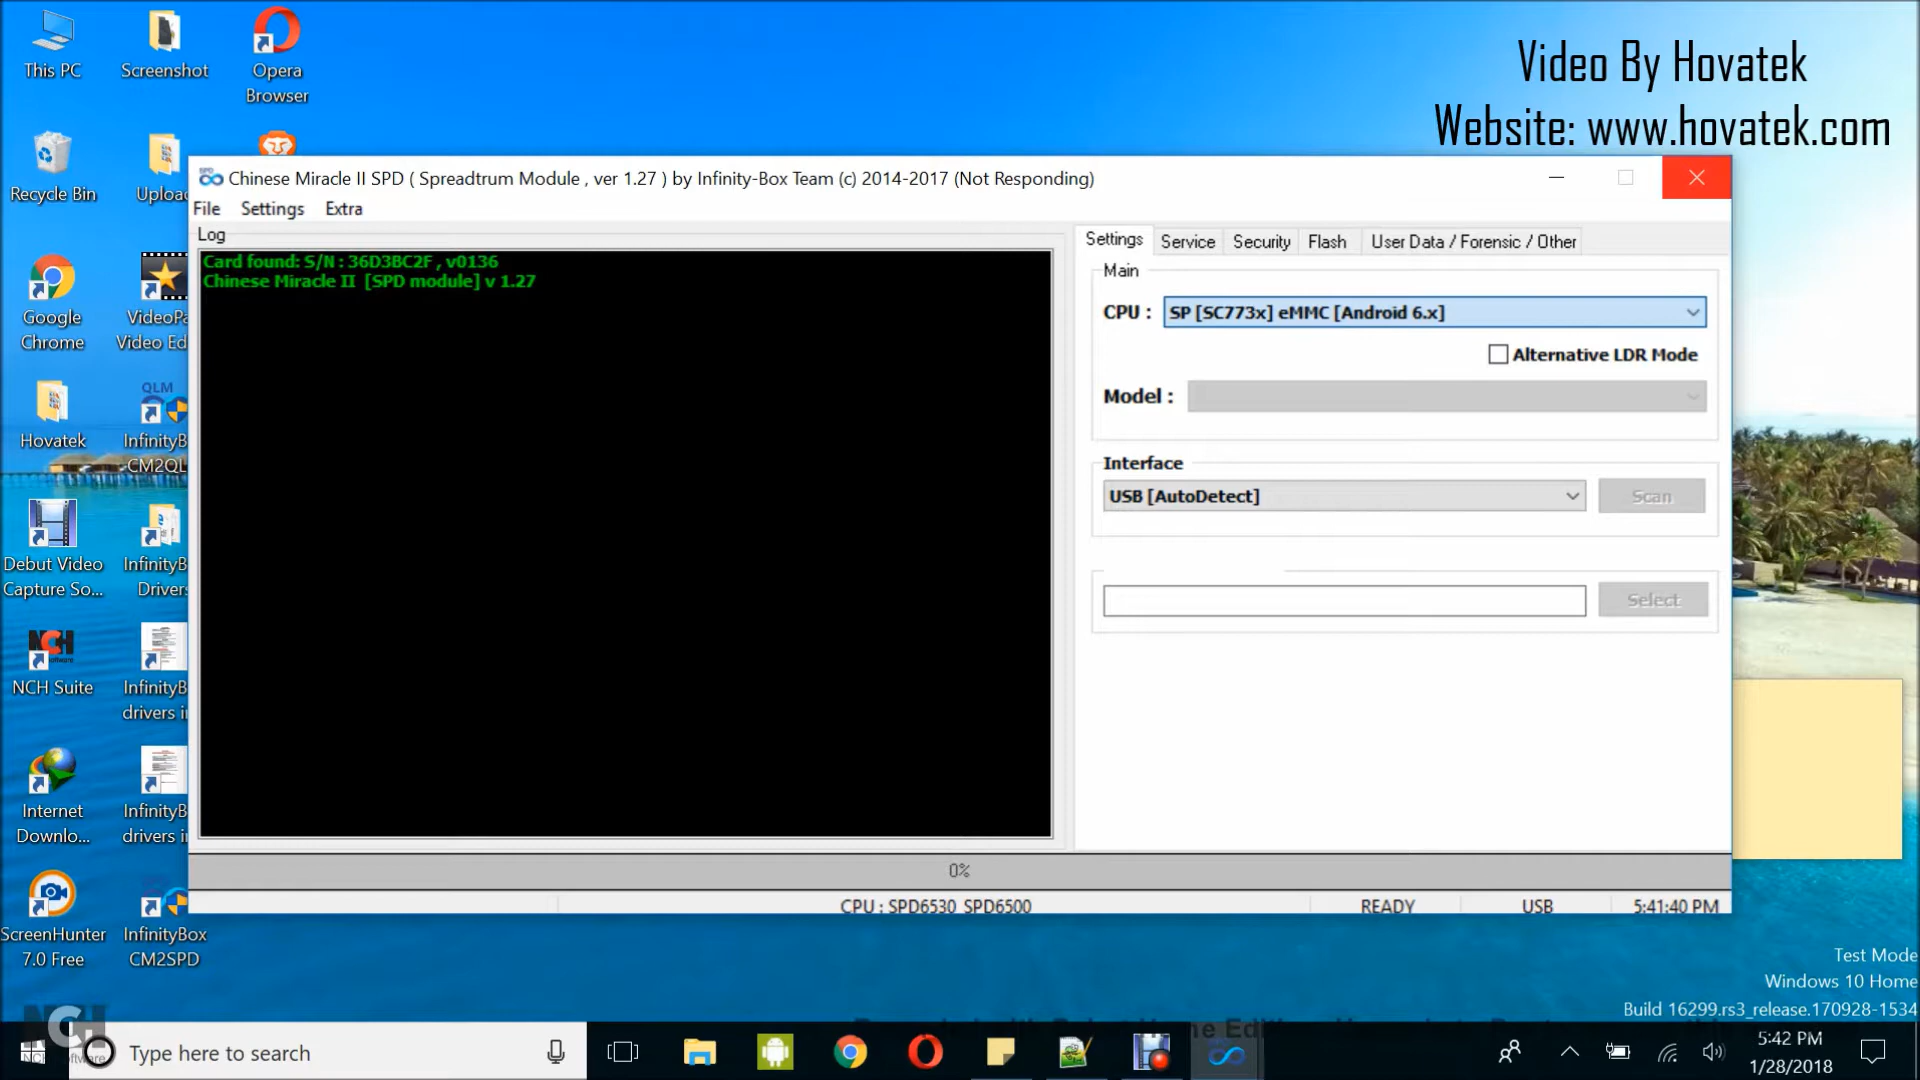 Video By Hovatek
Website: www.hovatek.com
This PC
Screenshot
Opera
Browser
Recycle Bin
Google
Chrome
Hovatek
QLM
Debut Video
Capture So...
NCH
NCH Suite
Internet
Downlo...
ScreenHunter
7.0 Free
InfinityBox
CM2SPD
Chinese Miracle II SPD ( Spreadtrum Module , ver 1.27 ) by Infinity-Box Team (c) 2014-2017 (Not Responding)
File Settings Extra
Log
Card found: S/N : 36D3BC2F , v0136
Chinese Miracle II [SPD module] v 1.27
Settings Service Security Flash User Data / Forensic / Other
Main
CPU : SP [SC773x] eMMC [Android 6.x]
Alternative LDR Mode
Model :
Interface
USB [AutoDetect] Scan
Select
0%
CPU : SPD6530 SPD6500 READY USB 5:41:40 PM
Test Mode
Windows 10 Home
Build 16299.rs3_release.170928-1534
Type here to search
5:42 PM
1/28/2018